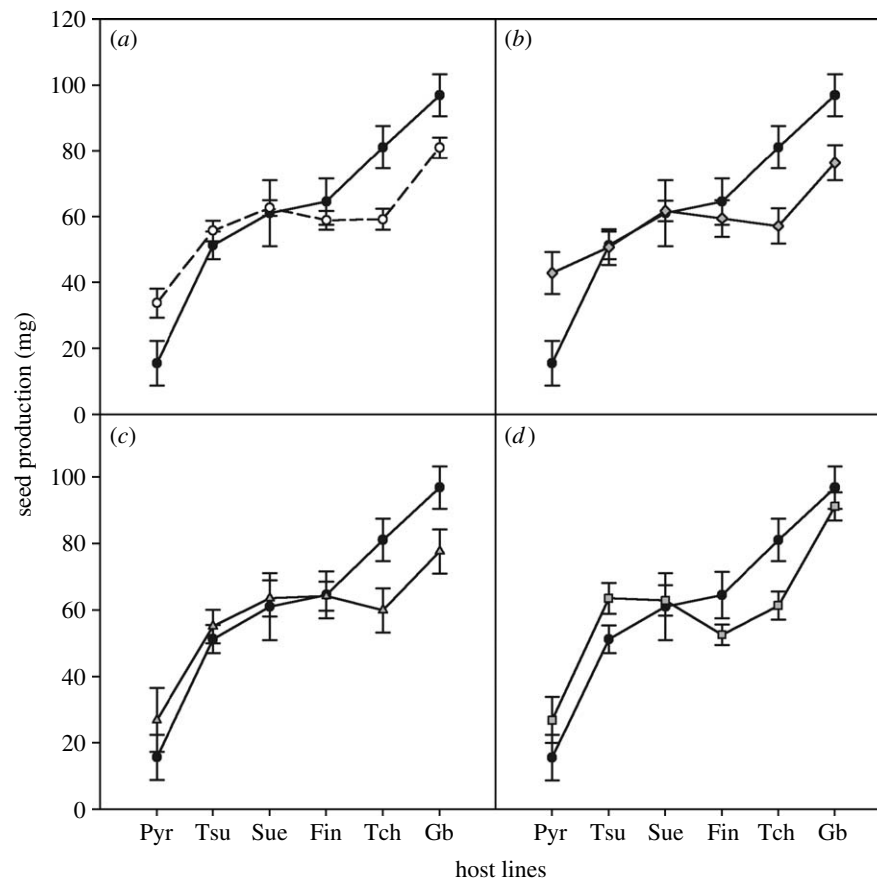 120
100
80
60
40
20
0
(a)
(b)
100
80
60
40
20
0
(c)
(d)
seed production (mg)
Pyr Tsu Sue Fin Tch Gb
Pyr Tsu Sue Fin Tch Gb
host lines